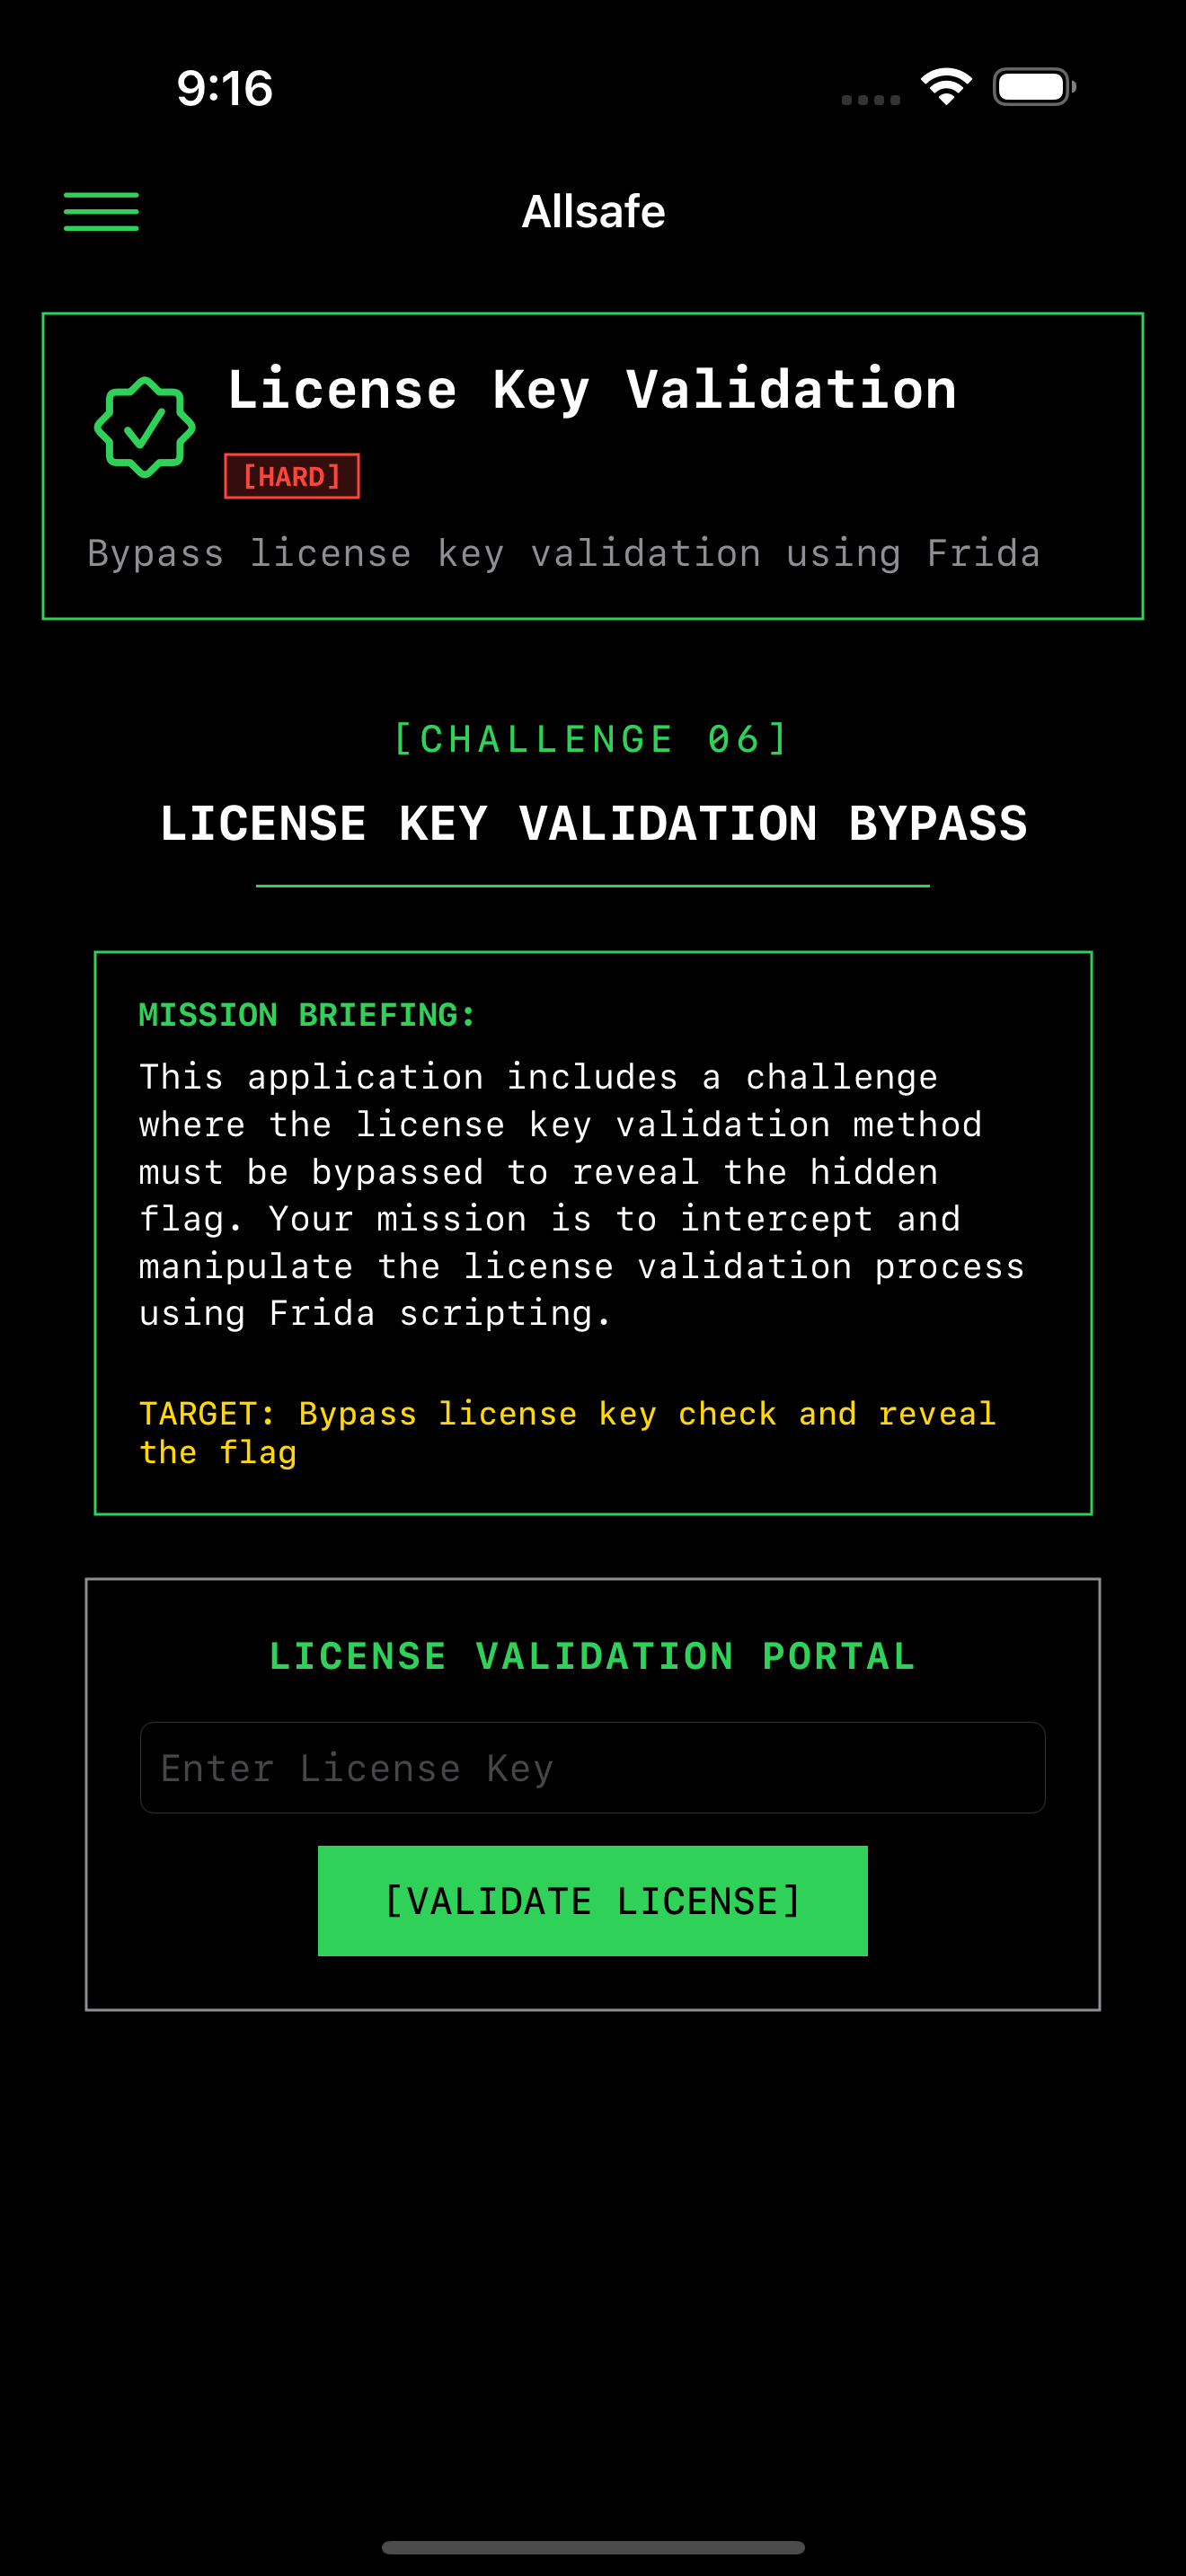 9:16
Allsafe
License Key Validation
[HARD]
Bypass license key validation using Frida
[CHALLENGE 06]
LICENSE KEY VALIDATION BYPASS
MISSION BRIEFING:
This application includes a challenge
where the license key validation method
must be bypassed to reveal the hidden
flag. Your mission is to intercept and
manipulate the license validation process
using Frida scripting.
TARGET: Bypass license key check and reveal
the flag
LICENSE VALIDATION PORTAL
Enter License Key
[VALIDATE LICENSE]